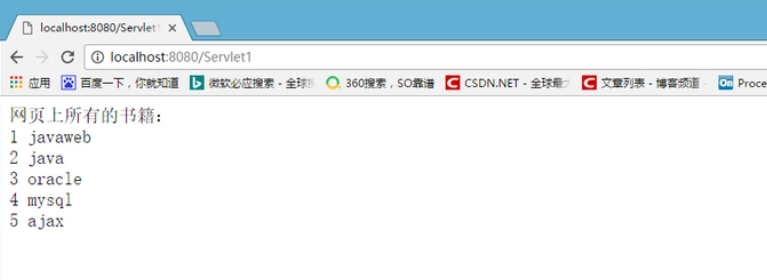 localhost:8080/Servlet1
localhost:8080/Servlet1
应用 百度一下，你就知道 微软必应搜索 - 全球 360搜索，SO靠谱 CSDN.NET - 全球最 文章列表 - 博客频道 Proce
网页上所有的书籍：
1 javaweb
2 java
3 oracle
4 mysql
5 ajax